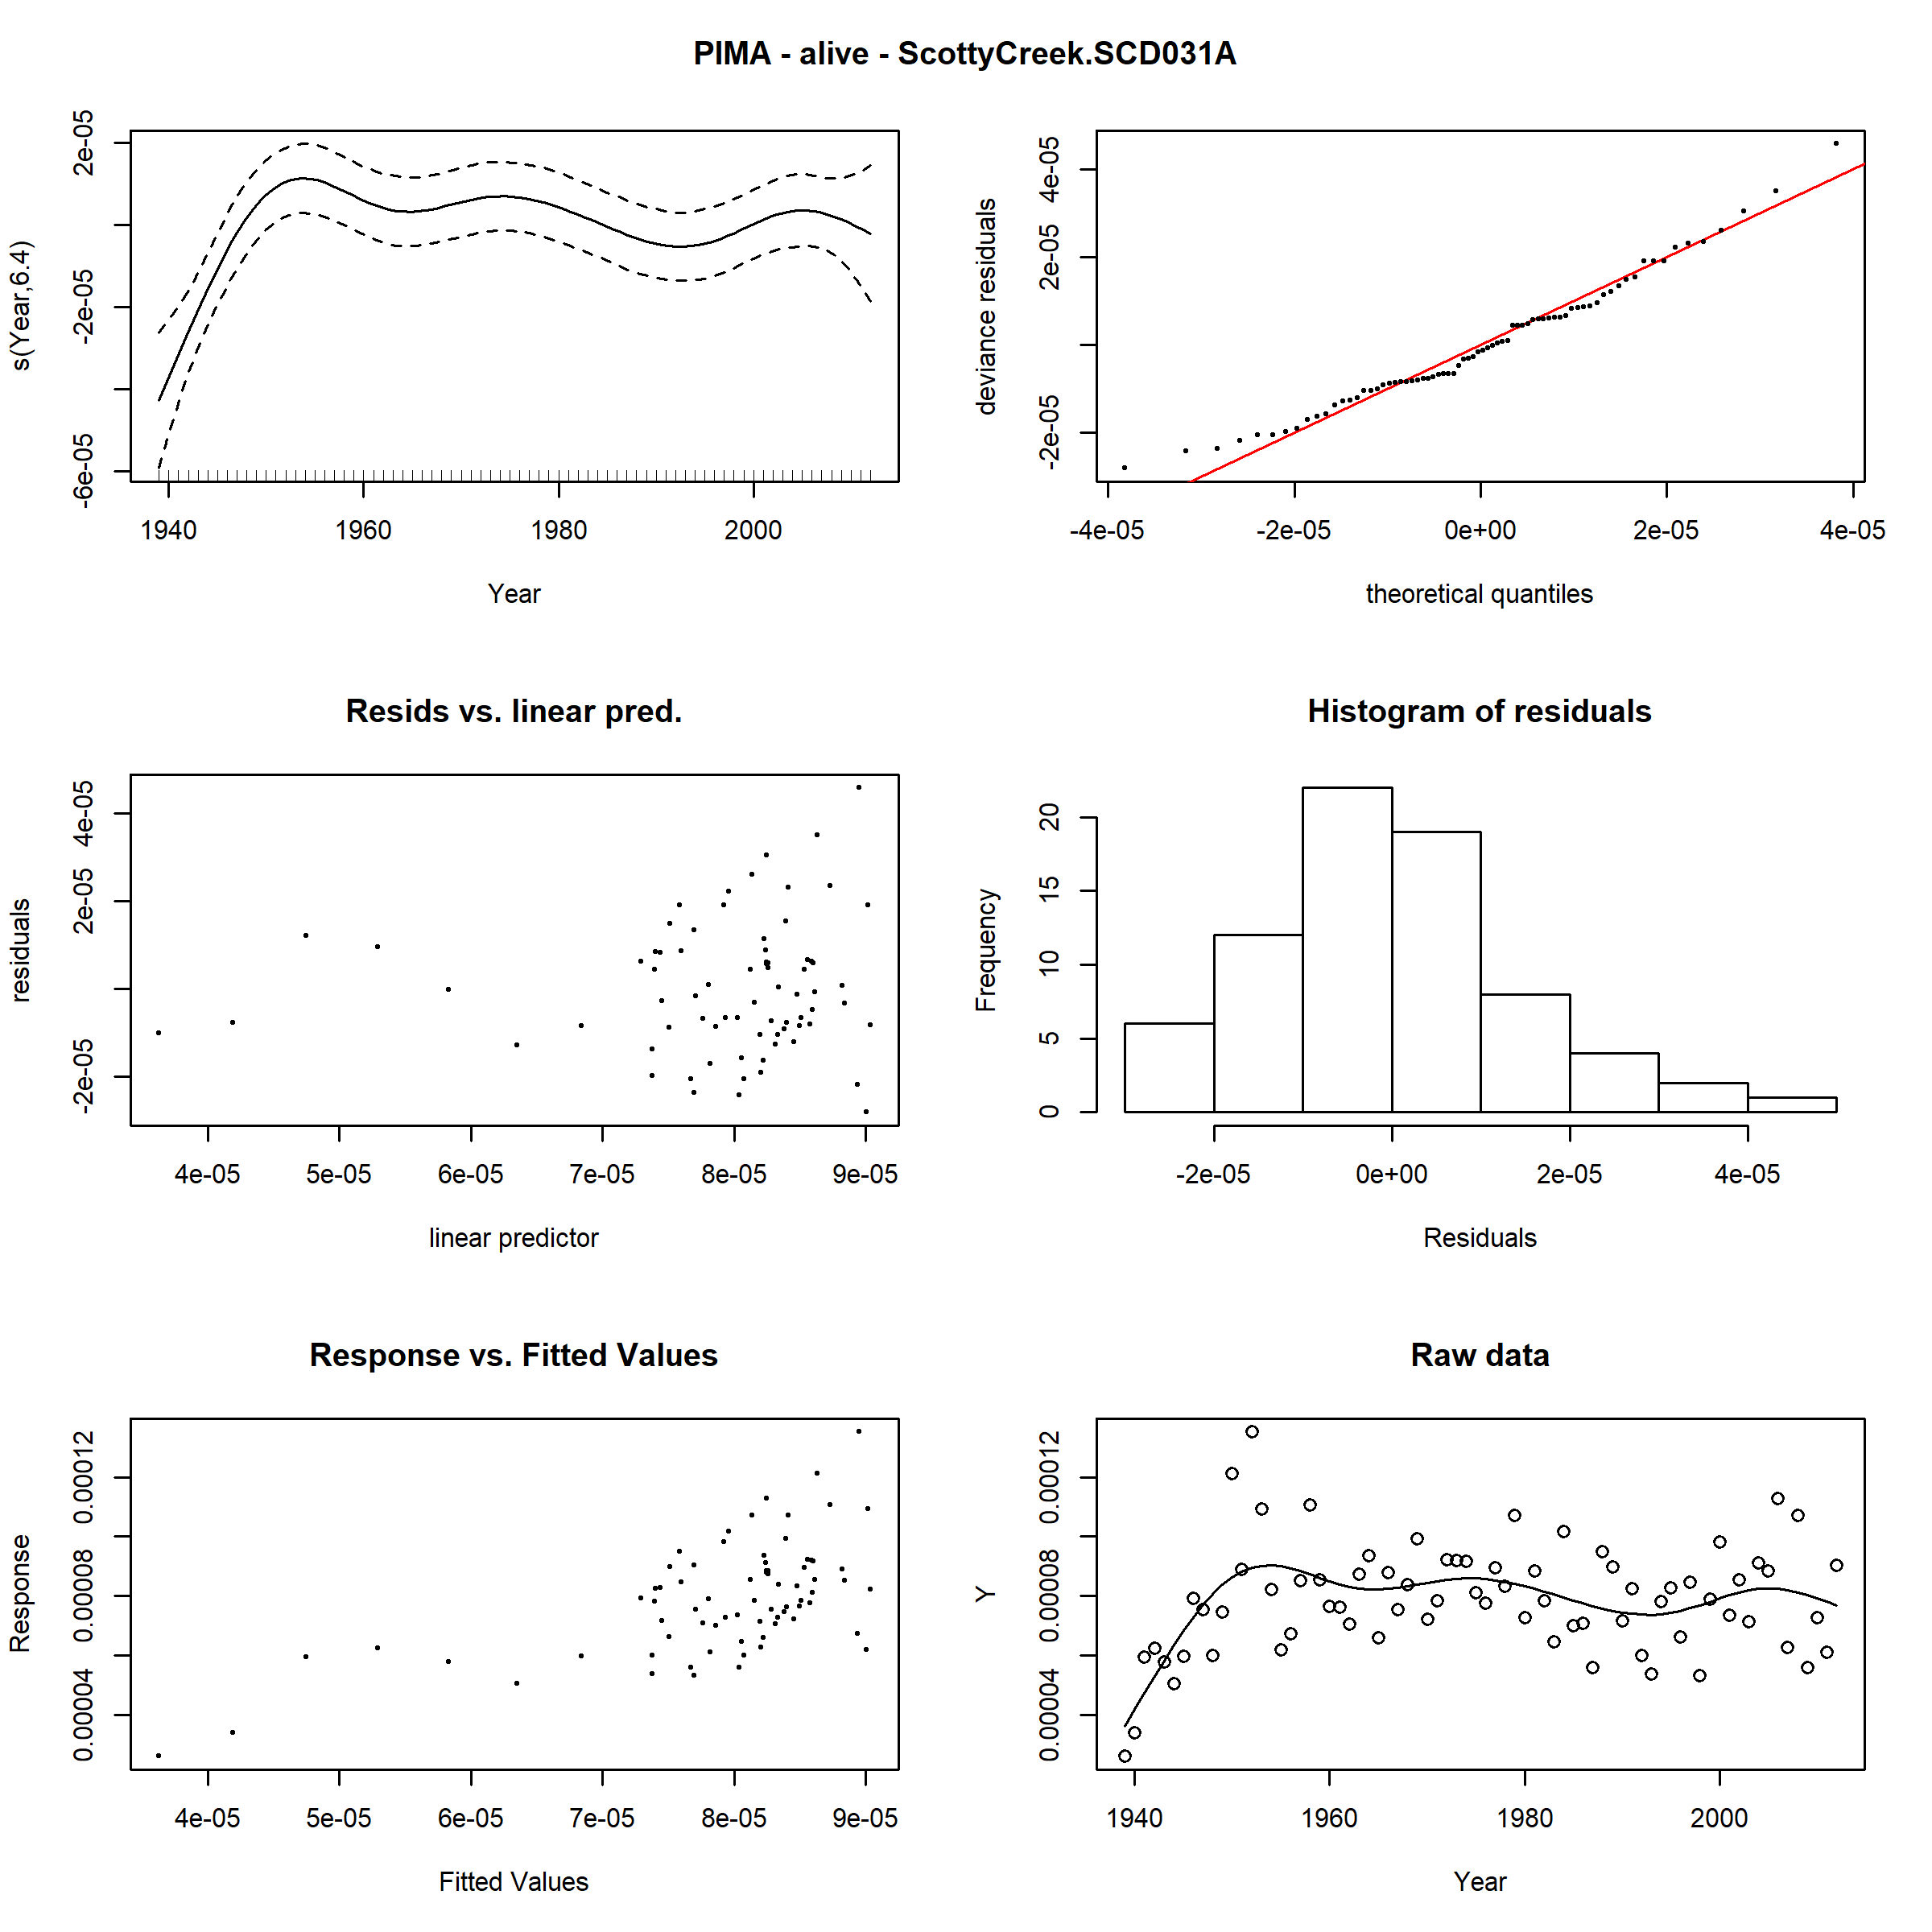 PIMA - alive - ScottyCreek.SCD031A
s(Year,6.4)
2e-05
-2e-05
-6e-05
1940 1960 1980 2000
Year
deviance residuals
4e-05
2e-05
-2e-05
-4e-05 -2e-05 0e+00 2e-05 4e-05
theoretical quantiles
Resids vs. linear pred.
residuals
4e-05
2e-05
-2e-05
4e-05 5e-05 6e-05 7e-05 8e-05 9e-05
linear predictor
Histogram of residuals
Frequency
20
15
10
5
0
-2e-05 0e+00 2e-05 4e-05
Residuals
Response vs. Fitted Values
Response
0.00012
0.00008
0.00004
4e-05 5e-05 6e-05 7e-05 8e-05 9e-05
Fitted Values
Raw data
Y
0.00012
0.00008
0.00004
1940 1960 1980 2000
Year